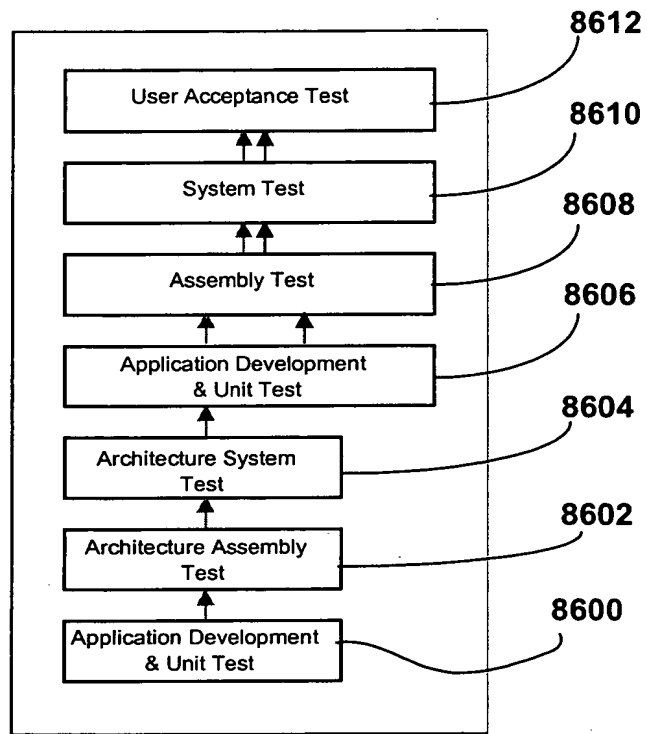 8612
User Acceptance Test
8610
System Test
8608
Assembly Test
8606
Application Development
& Unit Test
8604
Architecture System
Test
8602
Architecture Assembly
Test
8600
Application Development
& Unit Test